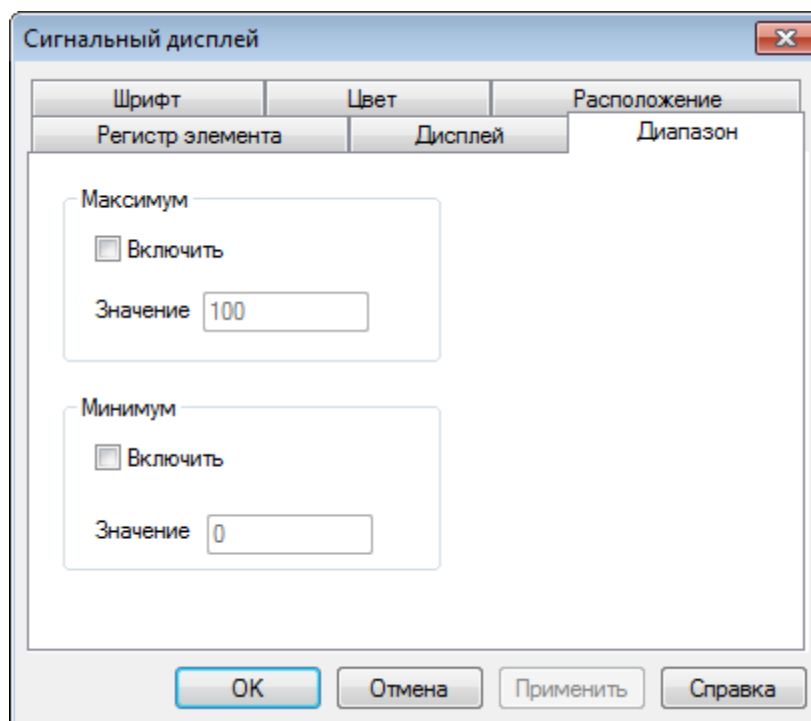 Сигнальный дисплей
Шрифт Цвет Расположение
Регистр элемента Дисплей Диапазон
Максимум
Включить
Значение 100
Минимум
Включить
Значение 0
OK Отмена Применить Справка